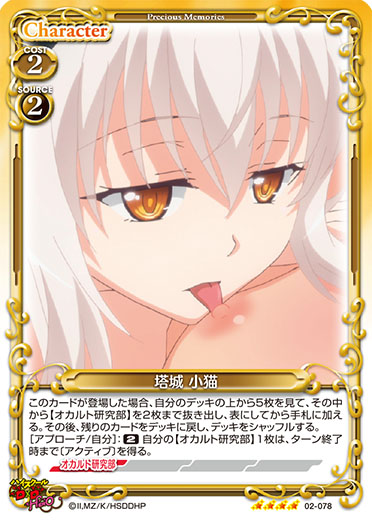 Precious Memories
Character
COST
2
SOURCE
2
塔城 小猫
このカードが登場した場合、自分のデッキの上から5枚を見て、その中
から【オカルト研究部】を2枚まで抜き出し、表にしてから手札に加え
る。その後、残りのカードをデッキに戻し、デッキをシャッフルする。
[アプローチ/自分]:2 自分の【オカルト研究部】1枚は、ターン終了
時まで[アクティブ]を得る。
オカルト研究部
ハイスクール
D×D
HERO
©II,MZ/K/HSDDHP
★★★★ 02-078